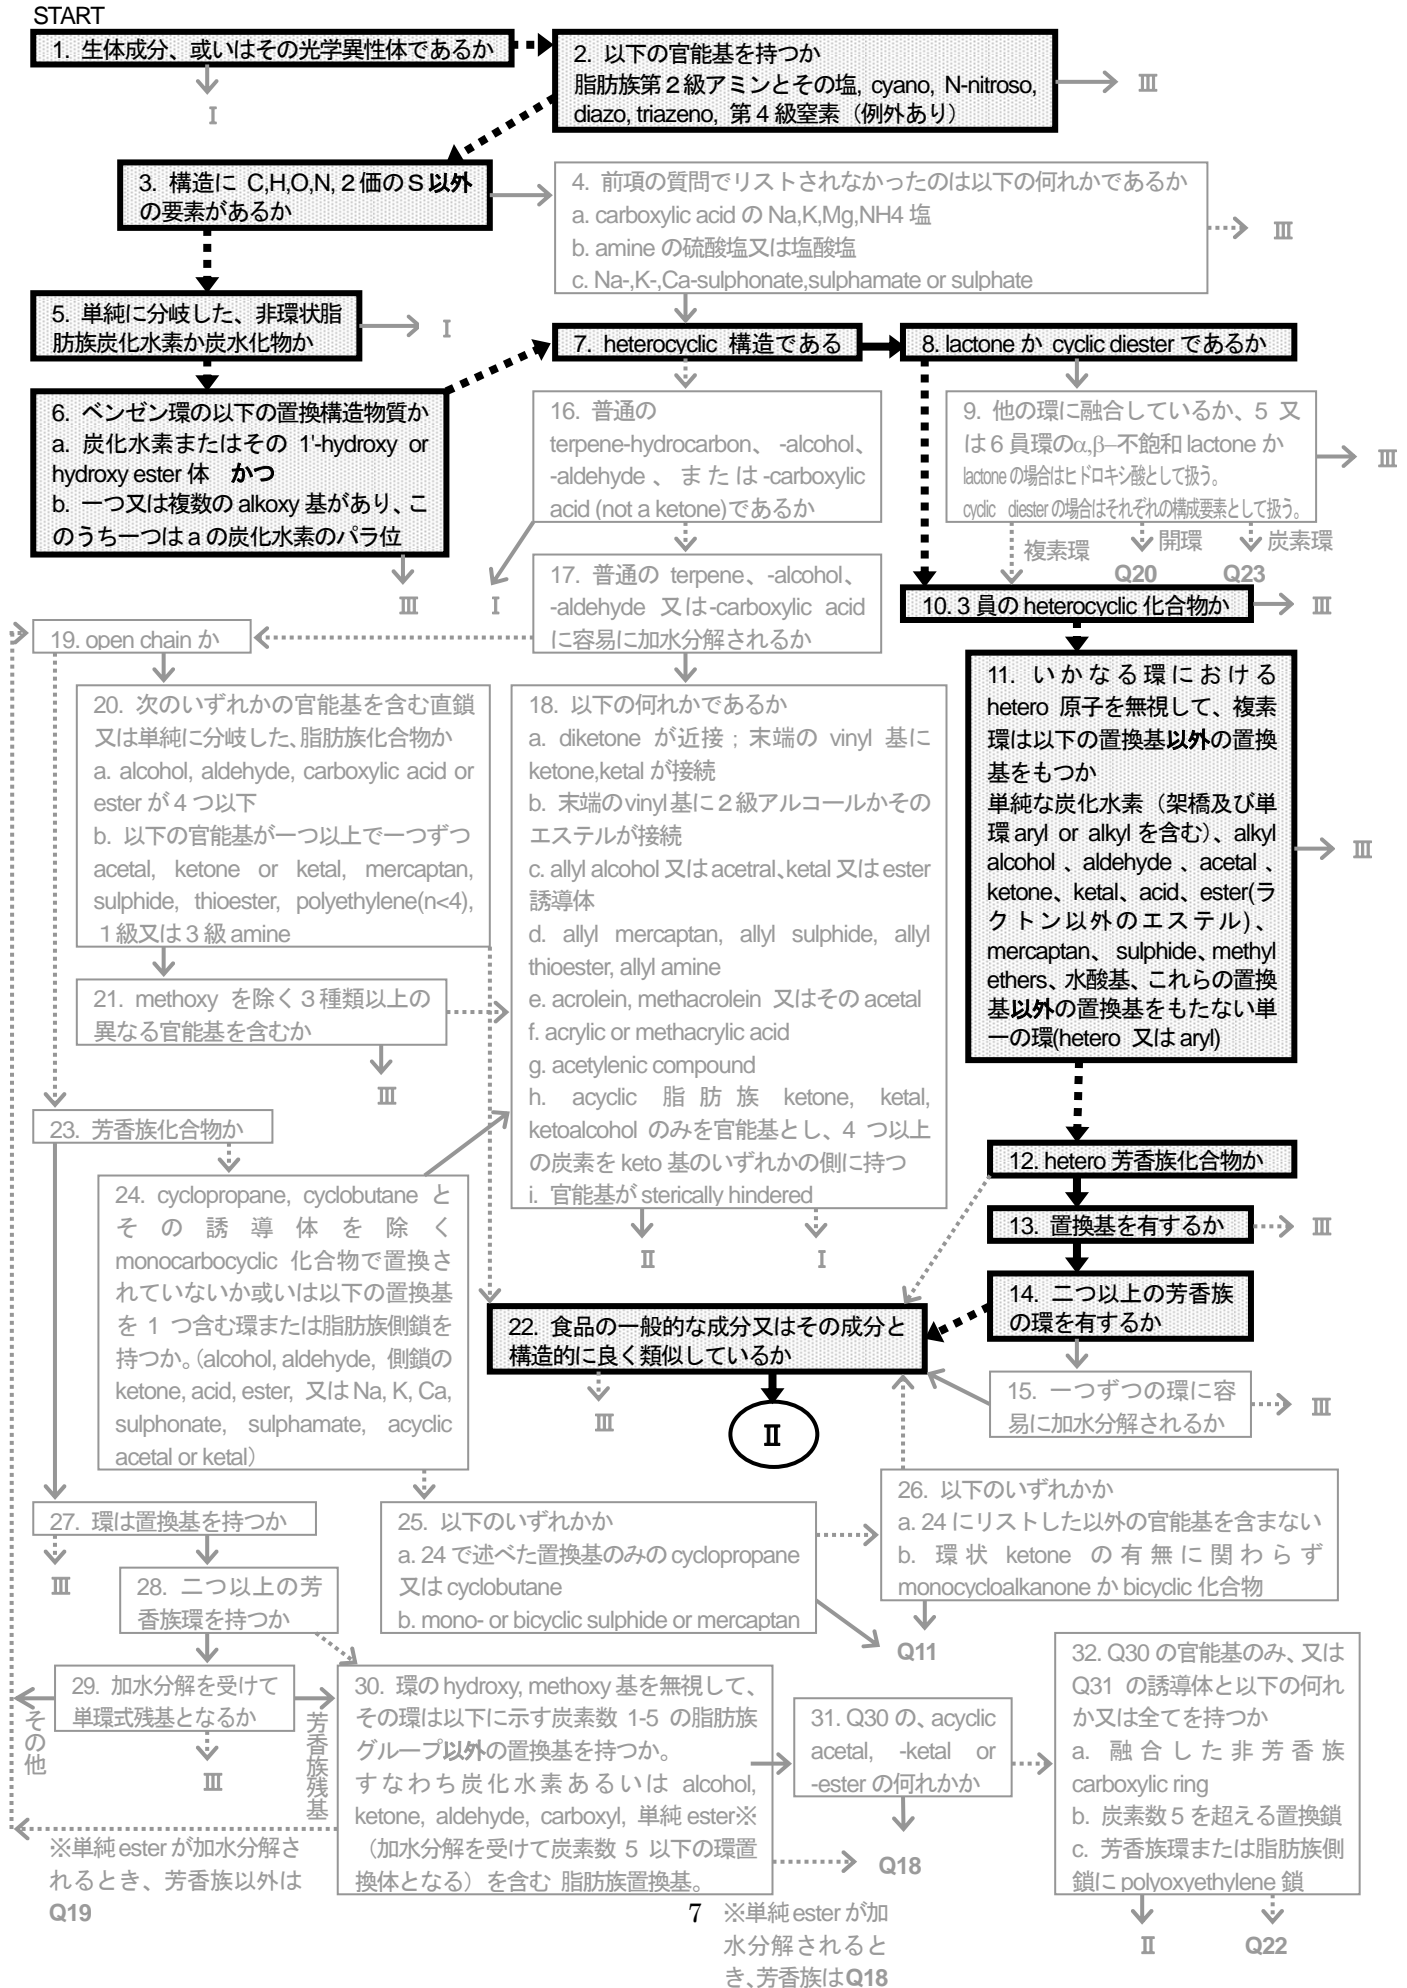 START
1. 生体成分、或いはその光学異性体であるか
I
2. 以下の官能基を持つか
脂肪族第２級アミンとその塩, cyano, N-nitroso,
diazo, triazeno, 第４級窒素（例外あり）
III
3. 構造に C,H,O,N,２価の S 以外
の要素があるか
4. 前項の質問でリストされなかったのは以下の何れかであるか
a. carboxylic acid の Na,K,Mg,NH4 塩
b. amine の硫酸塩又は塩酸塩
c. Na-,K-,Ca-sulphonate,sulphamate or sulphate
III
5. 単純に分岐した、非環状脂
肪族炭化水素か炭水化物か
I
6. ベンゼン環の以下の置換構造物質か
a. 炭化水素またはその 1'-hydroxy or
hydroxy ester 体　かつ
b. 一つ又は複数の alkoxy 基があり、こ
のうち一つは a の炭化水素のパラ位
III
7. heterocyclic 構造である
8. lactone か cyclic diester であるか
9. 他の環に融合しているか、5 又
は 6 員環のα,β–不飽和 lactone か
lactone の場合はヒドロキシ酸として扱う。
cyclic diester の場合はそれぞれの構成要素として扱う。
III
複素環
開環
Q20
炭素環
Q23
10. 3 員の heterocyclic 化合物か
III
11. いかなる環における
hetero 原子を無視して、複素
環は以下の置換基以外の置換
基をもつか
単純な炭化水素（架橋及び単
環 aryl or alkyl を含む）、alkyl
alcohol 、aldehyde 、acetal 、
ketone、ketal、acid、ester(ラ
クトン以外のエステル)、
mercaptan、sulphide、methyl
ethers、水酸基、これらの置換
基以外の置換基をもたない単
一の環(hetero 又は aryl)
III
12. hetero 芳香族化合物か
13. 置換基を有するか
III
14. 二つ以上の芳香族
の環を有するか
15. 一つずつの環に容
易に加水分解されるか
III
16. 普通の
terpene-hydrocarbon、-alcohol、
-aldehyde 、または-carboxylic
acid (not a ketone)であるか
I
17. 普通の terpene、-alcohol、
-aldehyde 又は-carboxylic acid
に容易に加水分解されるか
18. 以下の何れかであるか
a. diketone が近接；末端の vinyl 基に
ketone,ketal が接続
b. 末端の vinyl 基に２級アルコールかその
エステルが接続
c. allyl alcohol 又は acetral、ketal 又は ester
誘導体
d. allyl mercaptan, allyl sulphide, allyl
thioester, allyl amine
e. acrolein, methacrolein 又はその acetal
f. acrylic or methacrylic acid
g. acetylenic compound
h. acyclic 脂肪族 ketone, ketal,
ketoalcohol のみを官能基とし、4 つ以上
の炭素を keto 基のいずれかの側に持つ
i. 官能基が sterically hindered
II
I
19. open chain か
20. 次のいずれかの官能基を含む直鎖
又は単純に分岐した、脂肪族化合物か
a. alcohol, aldehyde, carboxylic acid or
ester が 4 つ以下
b. 以下の官能基が一つ以上で一つずつ
acetal, ketone or ketal, mercaptan,
sulphide, thioester, polyethylene(n<4),
１級又は３級 amine
21. methoxy を除く３種類以上の
異なる官能基を含むか
III
22. 食品の一般的な成分又はその成分と
構造的に良く類似しているか
III
II
23. 芳香族化合物か
24. cyclopropane, cyclobutane と
その誘導体を除く
monocarbocyclic 化合物で置換さ
れていないか或いは以下の置換基
を 1 つ含む環または脂肪族側鎖を
持つか。（alcohol, aldehyde, 側鎖の
ketone, acid, ester, 又は Na, K, Ca,
sulphonate, sulphamate, acyclic
acetal or ketal）
25. 以下のいずれかか
a. 24 で述べた置換基のみの cyclopropane
又は cyclobutane
b. mono- or bicyclic sulphide or mercaptan
26. 以下のいずれかか
a. 24 にリストした以外の官能基を含まない
b. 環状 ketone の有無に関わらず
monocycloalkanone か bicyclic 化合物
Q11
27. 環は置換基を持つか
III
28. 二つ以上の芳
香族環を持つか
29. 加水分解を受けて
単環式残基となるか
その他
芳香族残基
III
30. 環の hydroxy, methoxy 基を無視して、
その環は以下に示す炭素数 1-5 の脂肪族
グループ以外の置換基を持つか。
すなわち炭化水素あるいは alcohol,
ketone, aldehyde, carboxyl, 単純 ester※
（加水分解を受けて炭素数 5 以下の環置
換体となる）を含む 脂肪族置換基。
31. Q30 の、acyclic
acetal, -ketal or
-ester の何れかか
Q18
32. Q30 の官能基のみ、又は
Q31 の誘導体と以下の何れ
か又は全てを持つか
a. 融合した非芳香族
carboxylic ring
b. 炭素数 5 を超える置換鎖
c. 芳香族環または脂肪族側
鎖に polyoxyethylene 鎖
II
Q22
※単純 ester が加水分解さ
れるとき、芳香族以外は
Q19
7
※単純 ester が加
水分解されると
き、芳香族は Q18